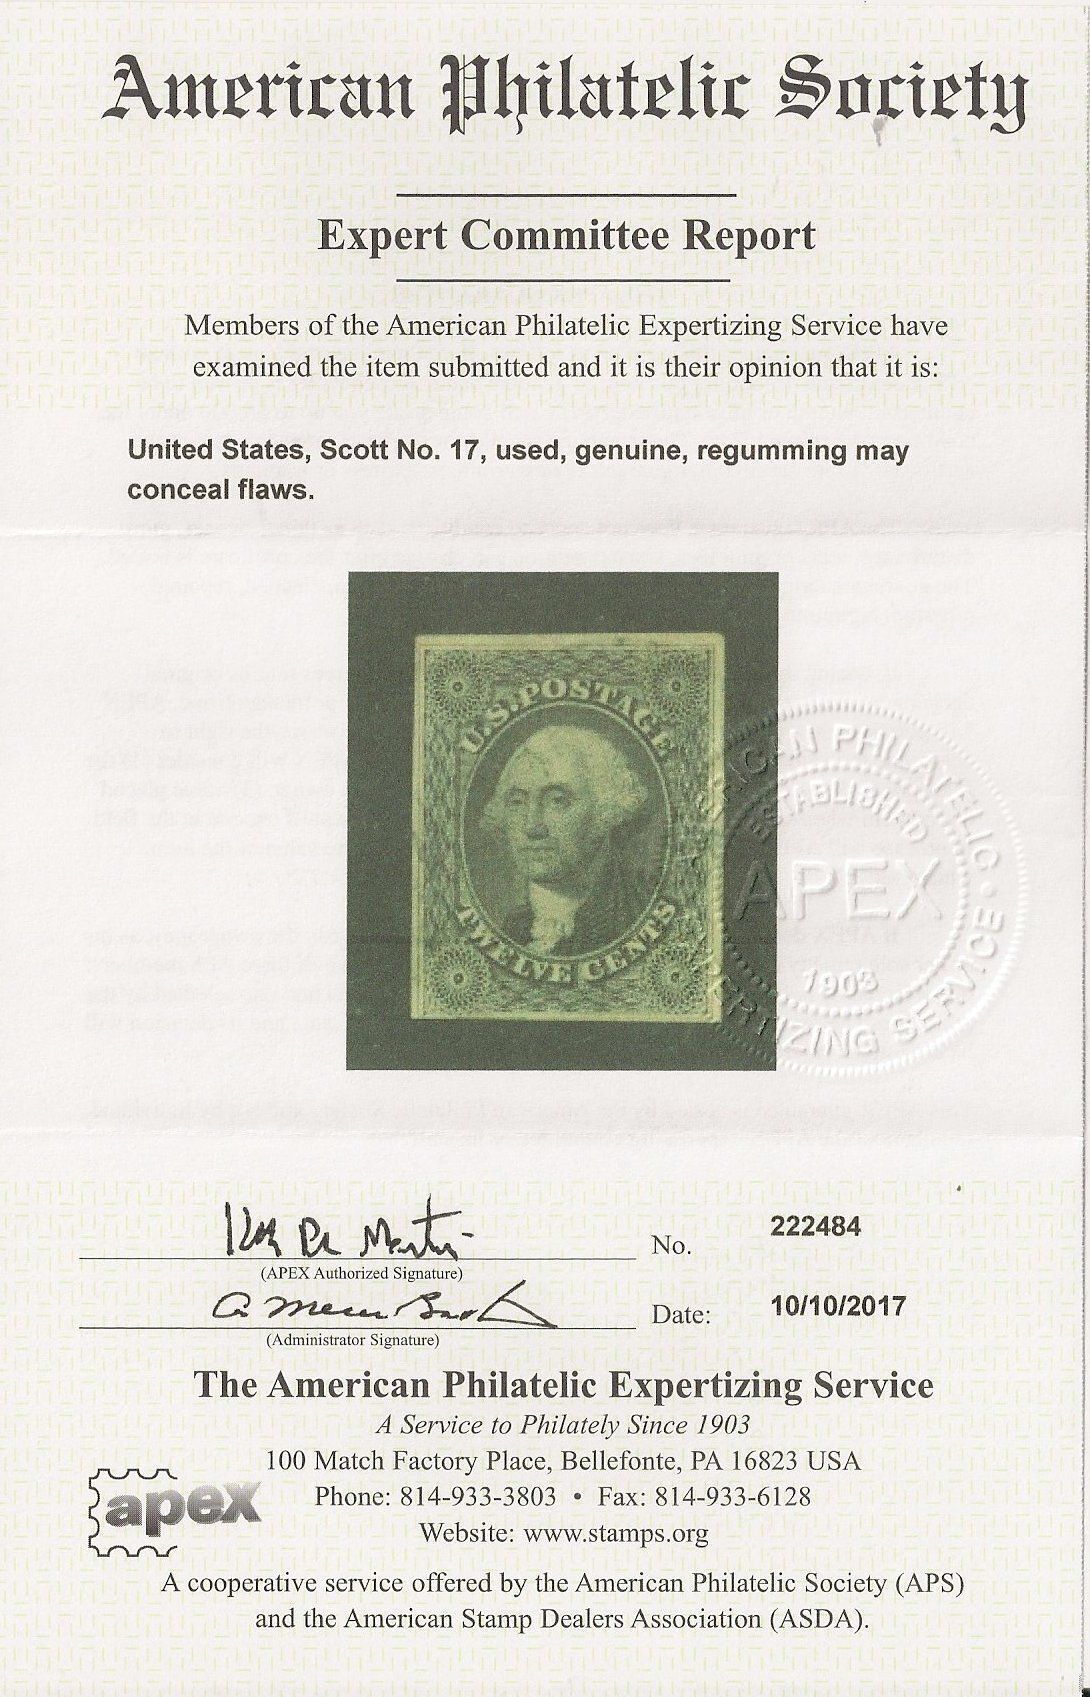 American Philatelic Society
Expert Committee Report
Members of the American Philatelic Expertizing Service have
examined the item submitted and it is their opinion that it is:
United States, Scott No. 17, used, genuine, regumming may
conceal flaws.
U.S. POSTAGE
TWELVE CENTS
AMERICAN PHILATELIC
EXPERTIZING SERVICE
ESTABLISHED
APEX
1903
No. 222484
(APEX Authorized Signature)
Date: 10/10/2017
(Administrator Signature)
The American Philatelic Expertizing Service
A Service to Philately Since 1903
100 Match Factory Place, Bellefonte, PA 16823 USA
apex
Phone: 814-933-3803 • Fax: 814-933-6128
Website: www.stamps.org
A cooperative service offered by the American Philatelic Society (APS)
and the American Stamp Dealers Association (ASDA).